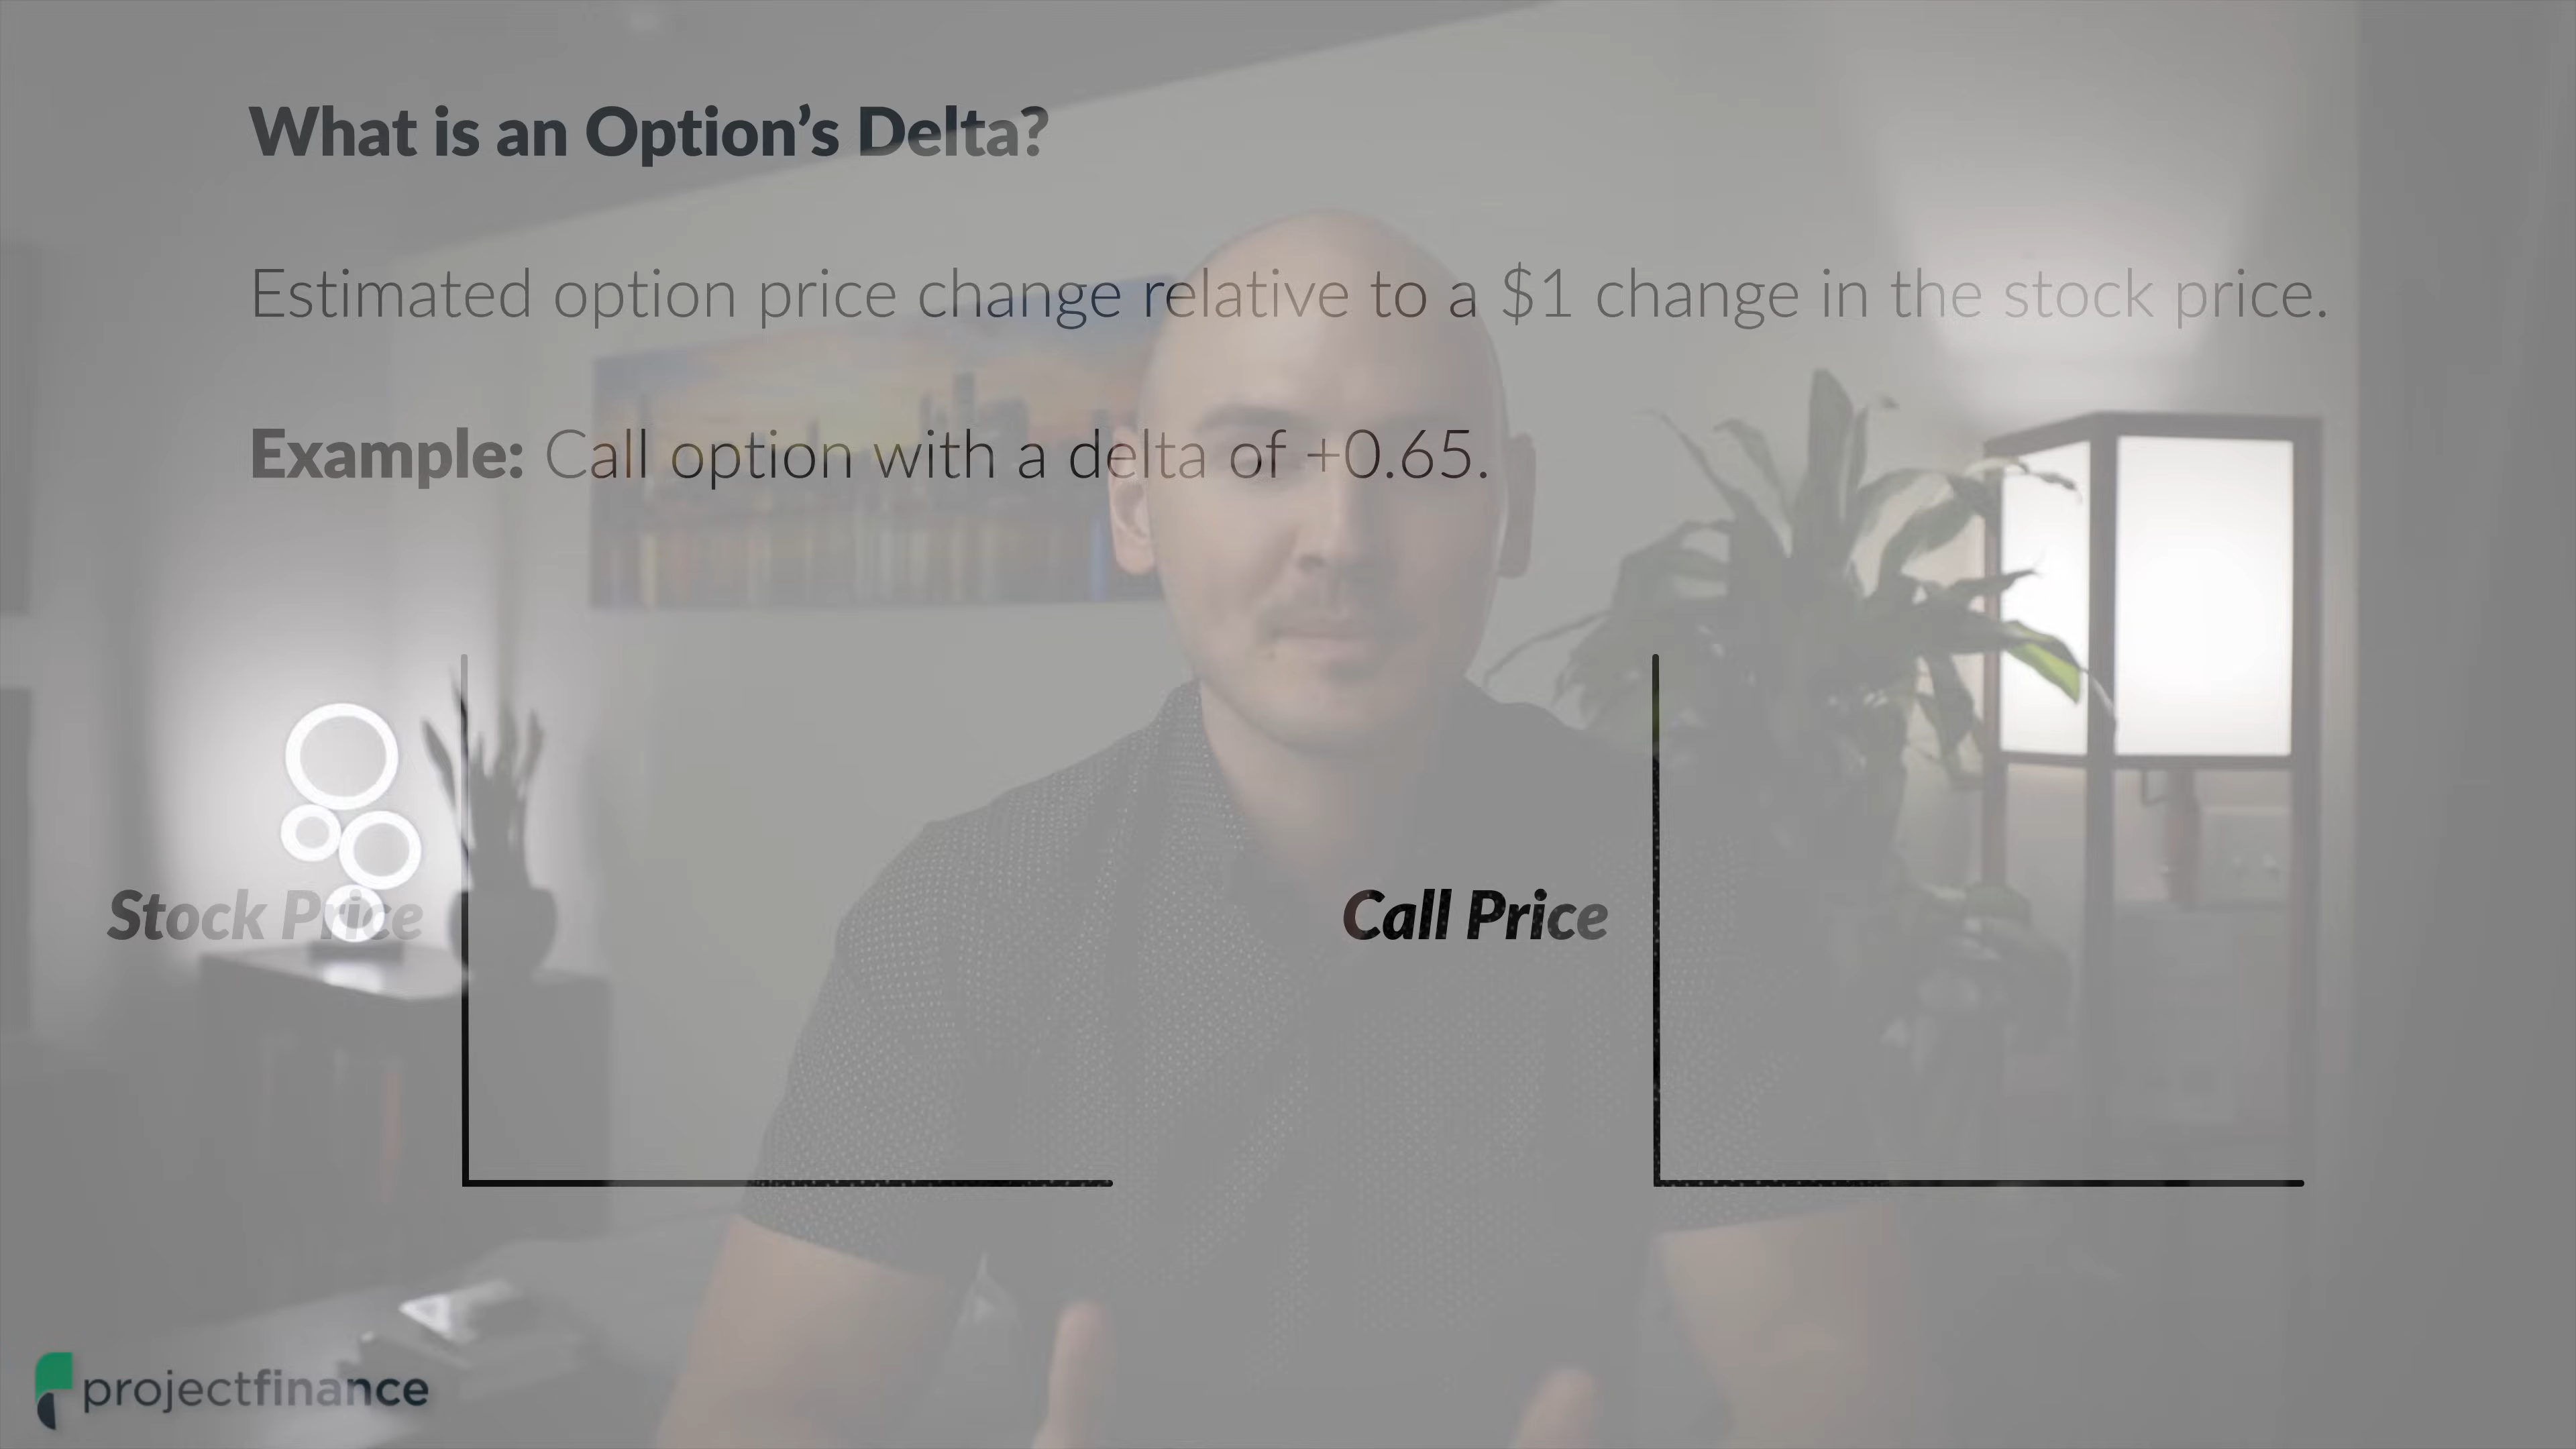 What is an Option’s Delta?
Estimated option price change relative to a $1 change in the stock price.
Example: Call option with a delta of +0.65.
Stock Price
Call Price
projectfinance